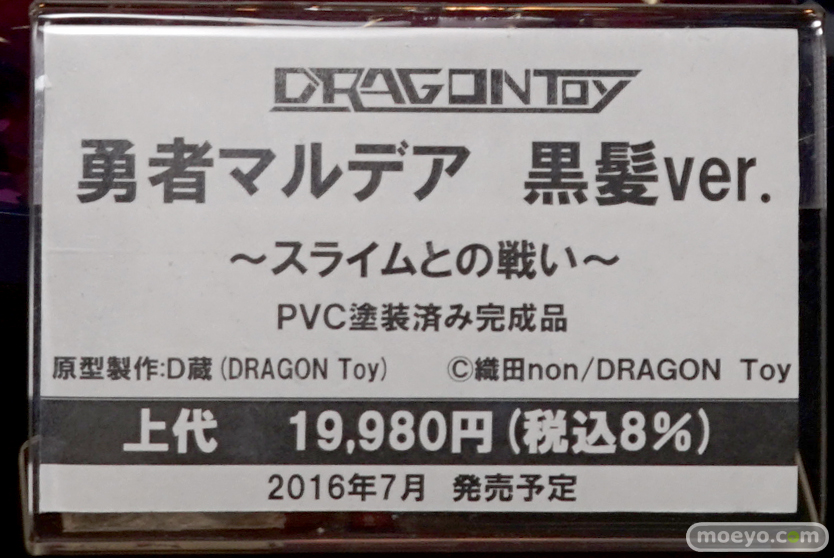 DRAGONTOY
勇者マルデア 黒髪ver.
～スライムとの戦い～
PVC塗装済み完成品
原型製作:D蔵(DRAGON Toy) Ⓒ織田non/DRAGON Toy
上代 19,980円(税込8%)
2016年7月 発売予定
moeyo.com